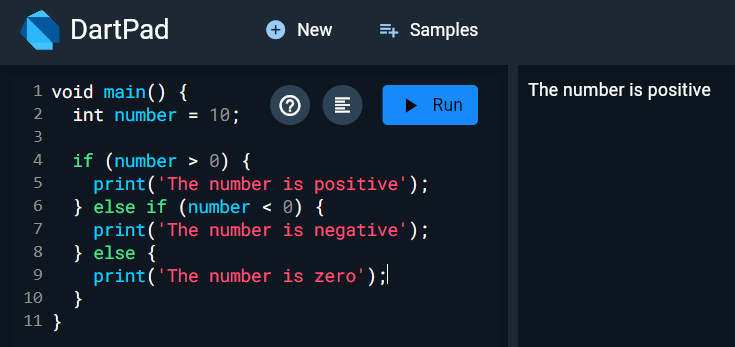 DartPad
New
Samples
1 void main() {
2   int number = 10;
3
4   if (number > 0) {
5     print('The number is positive');
6   } else if (number < 0) {
7     print('The number is negative');
8   } else {
9     print('The number is zero');
10   }
11 }
Run
The number is positive